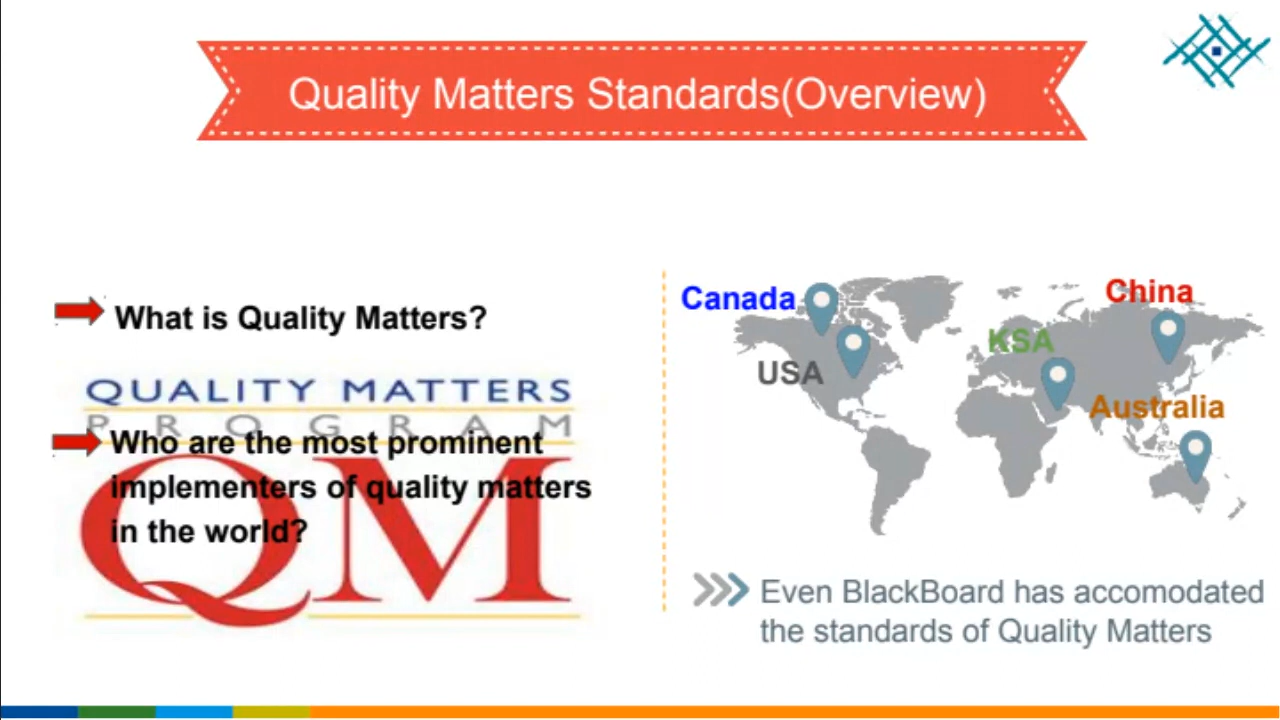 Quality Matters Standards(Overview)
What is Quality Matters?
QUALITY MATTERS
PROGRAM
Who are the most prominent
implementers of quality matters
in the world?
QM
Canada
China
KSA
USA
Australia
Even BlackBoard has accomodated
the standards of Quality Matters